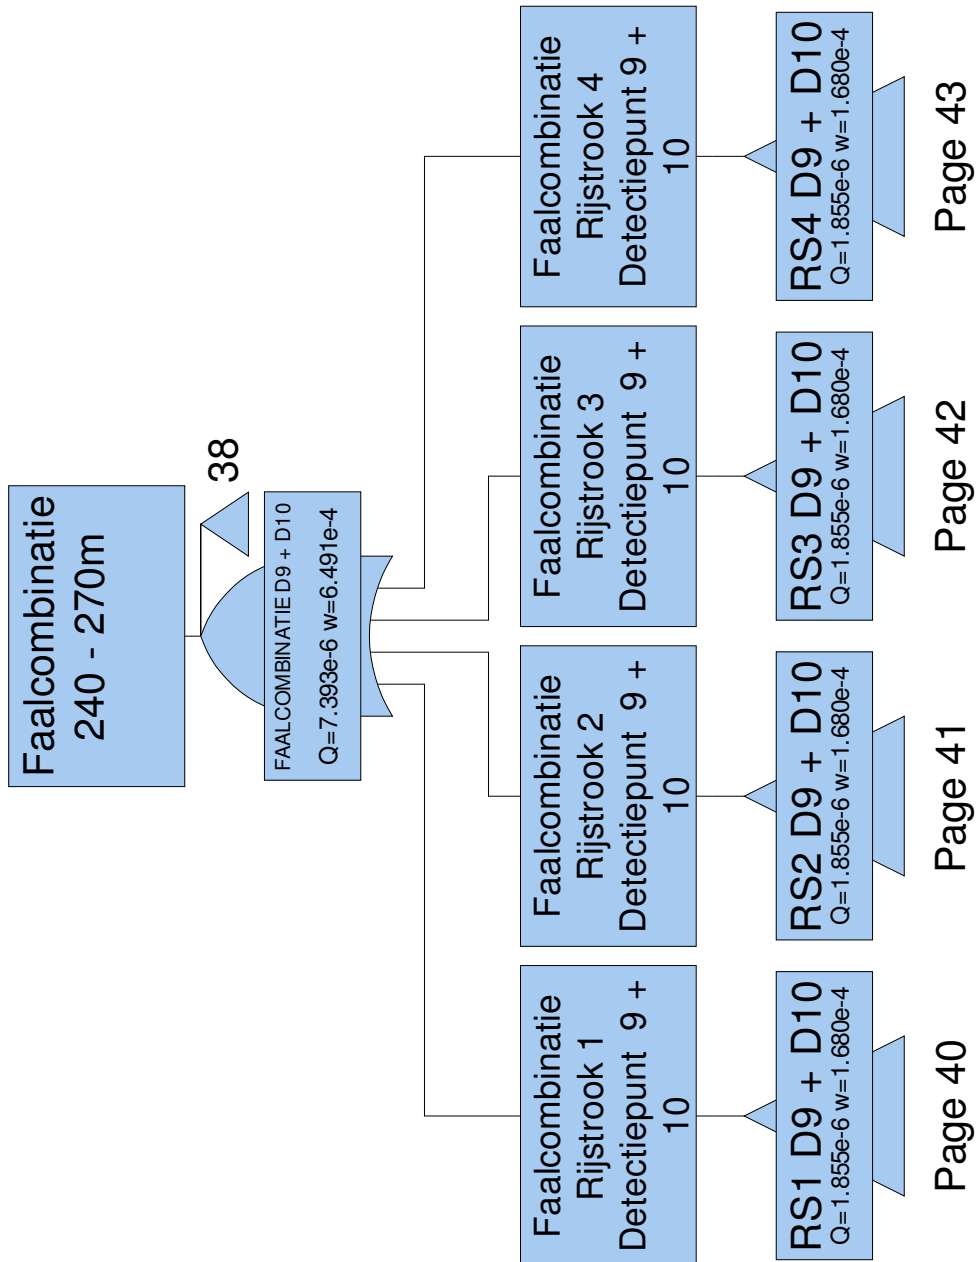 Faalcombinatie
240 - 270m
38
FAALCOMBINATIE D9 + D10
Q=7.393e-6 w=6.491e-4
Faalcombinatie
Rijstrook 1
Detectiepunt 9 +
10
RS1 D9 + D10
Q=1.855e-6 w=1.680e-4
Page 40
Faalcombinatie
Rijstrook 2
Detectiepunt 9 +
10
RS2 D9 + D10
Q=1.855e-6 w=1.680e-4
Page 41
Faalcombinatie
Rijstrook 3
Detectiepunt 9 +
10
RS3 D9 + D10
Q=1.855e-6 w=1.680e-4
Page 42
Faalcombinatie
Rijstrook 4
Detectiepunt 9 +
10
RS4 D9 + D10
Q=1.855e-6 w=1.680e-4
Page 43